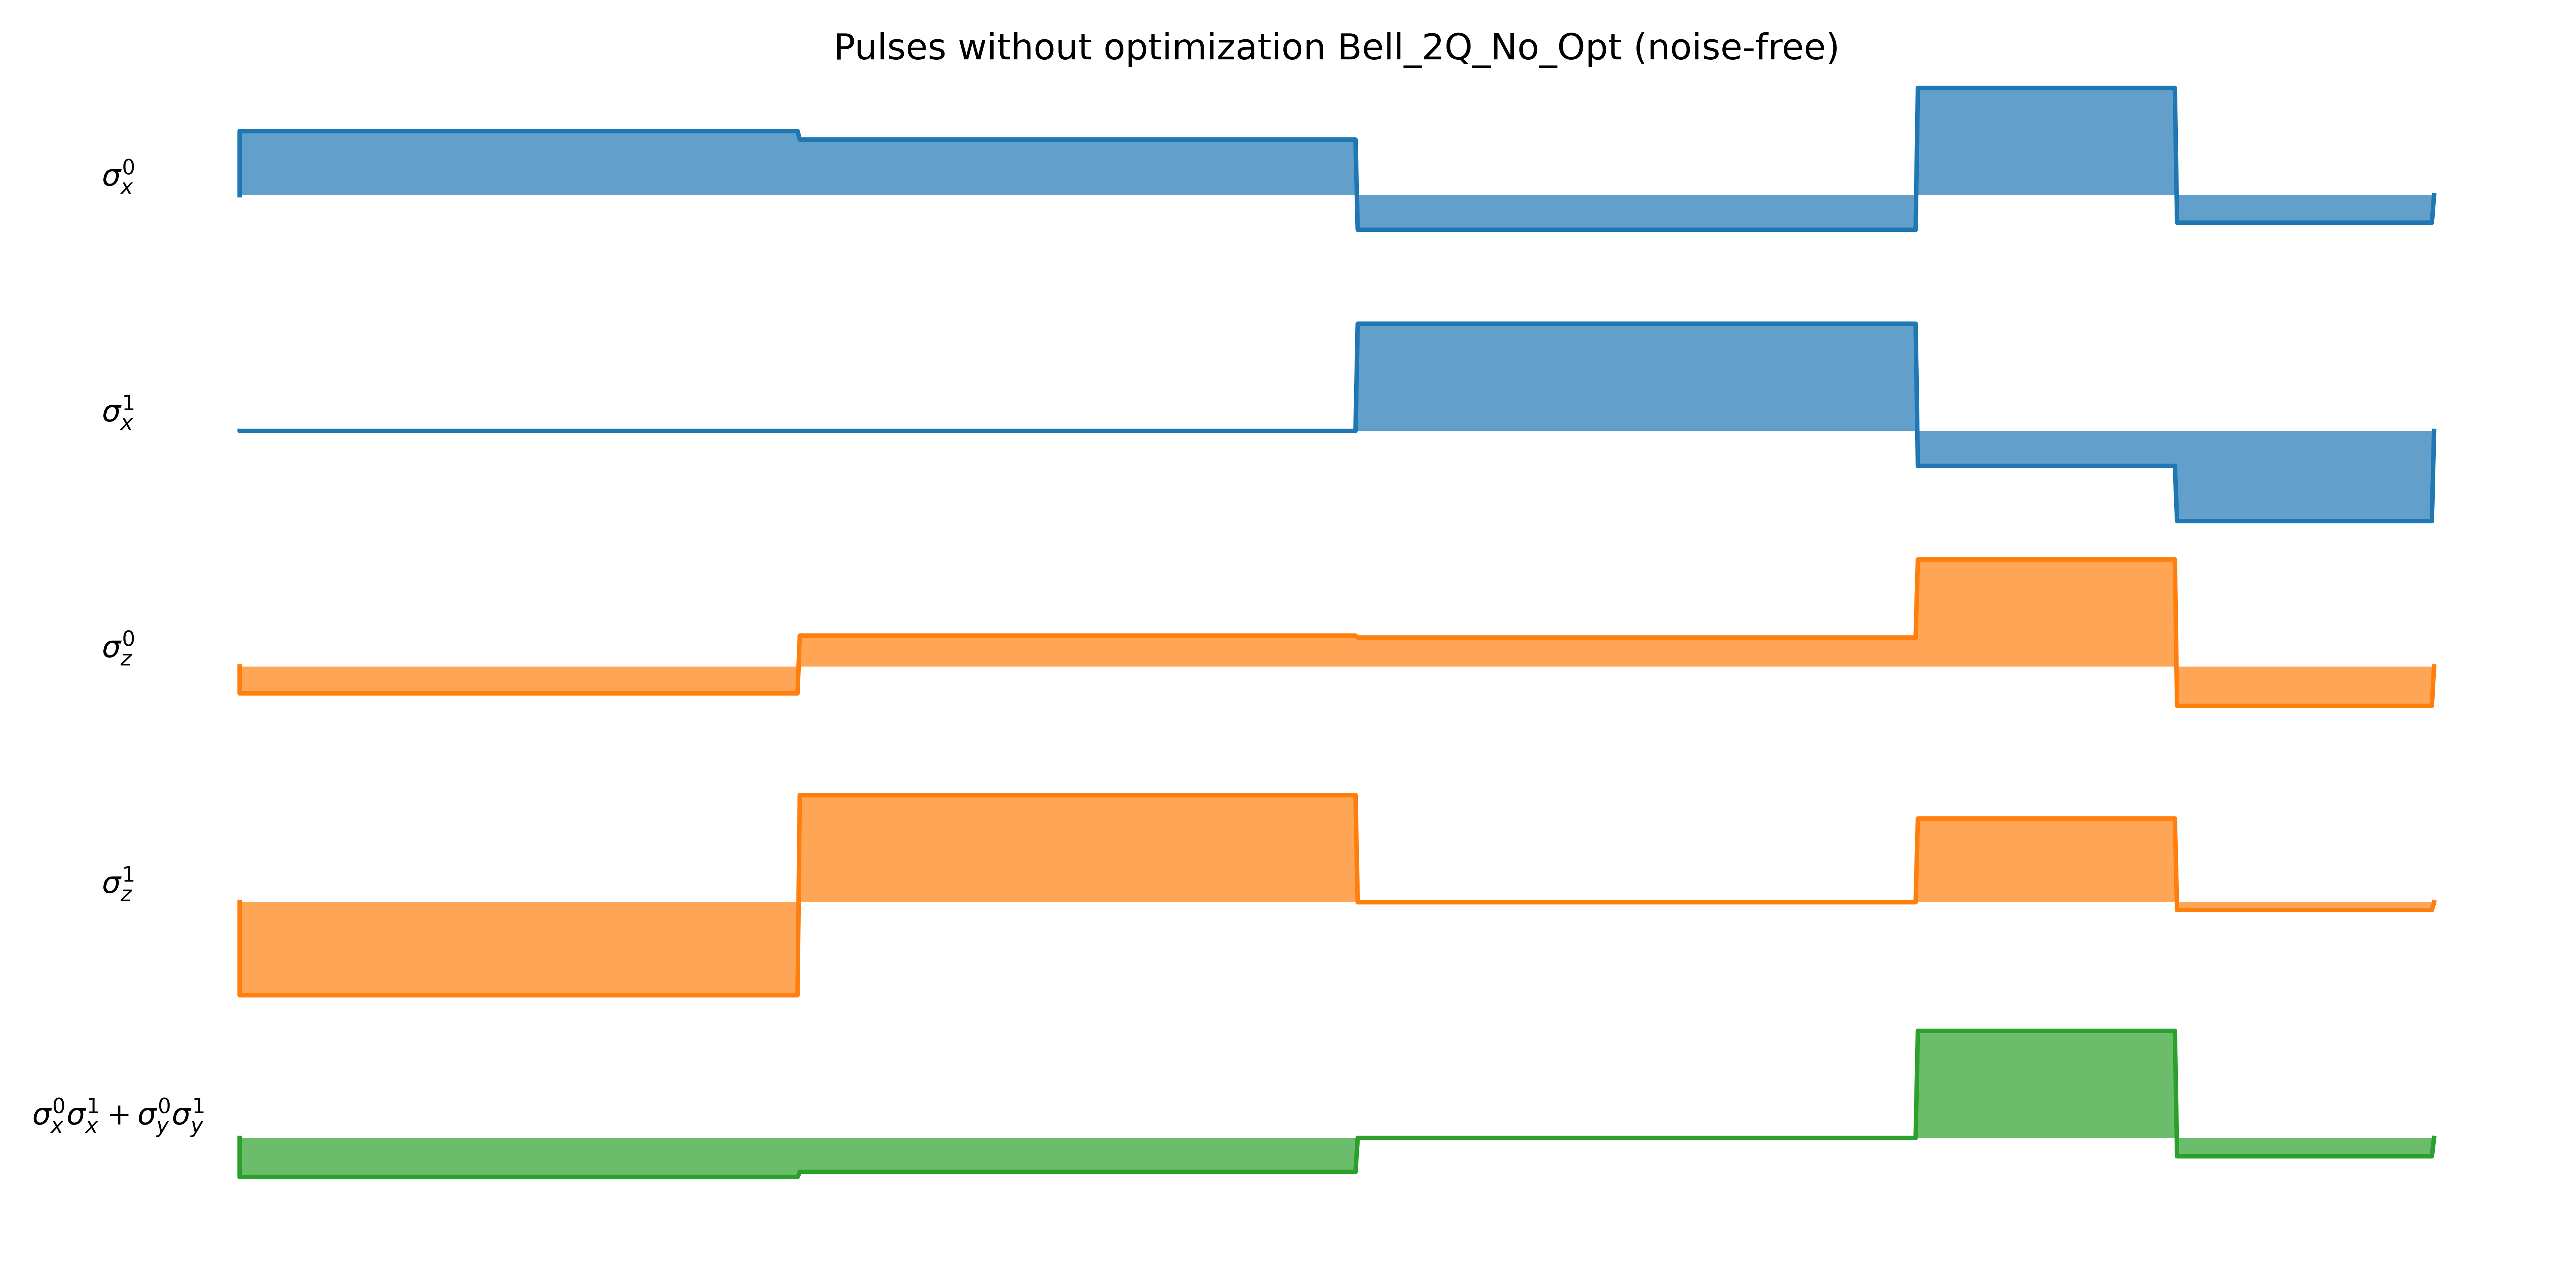 Pulses without optimization Bell_2Q_No_Opt (noise-free)
σ_x^0
σ_x^1
σ_z^0
σ_z^1
σ_x^0σ_x^1 + σ_y^0σ_y^1